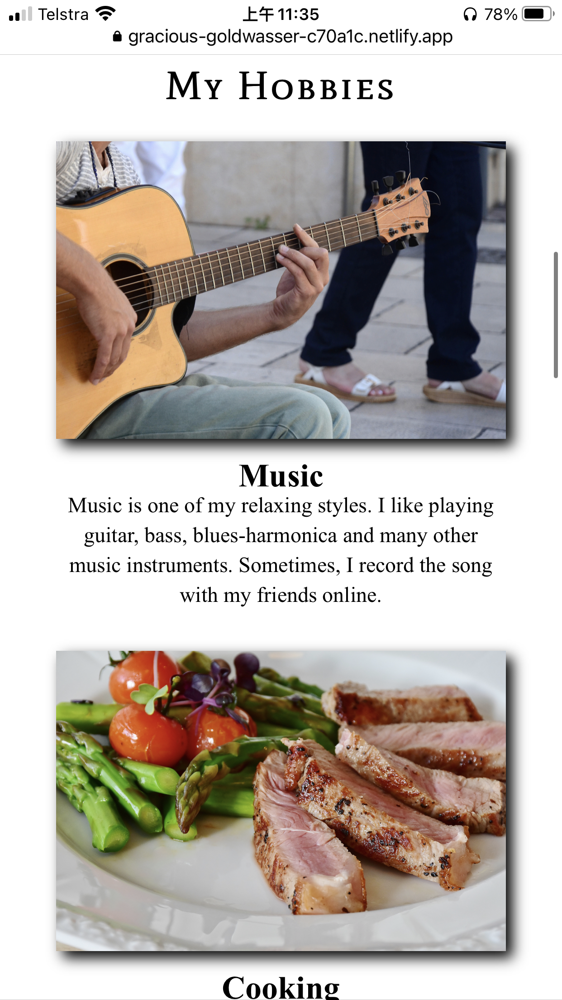 Telstra 上午11:35 78%
gracious-goldwasser-c70a1c.netlify.app
My Hobbies
Music
Music is one of my relaxing styles. I like playing
guitar, bass, blues-harmonica and many other
music instruments. Sometimes, I record the song
with my friends online.
Cooking